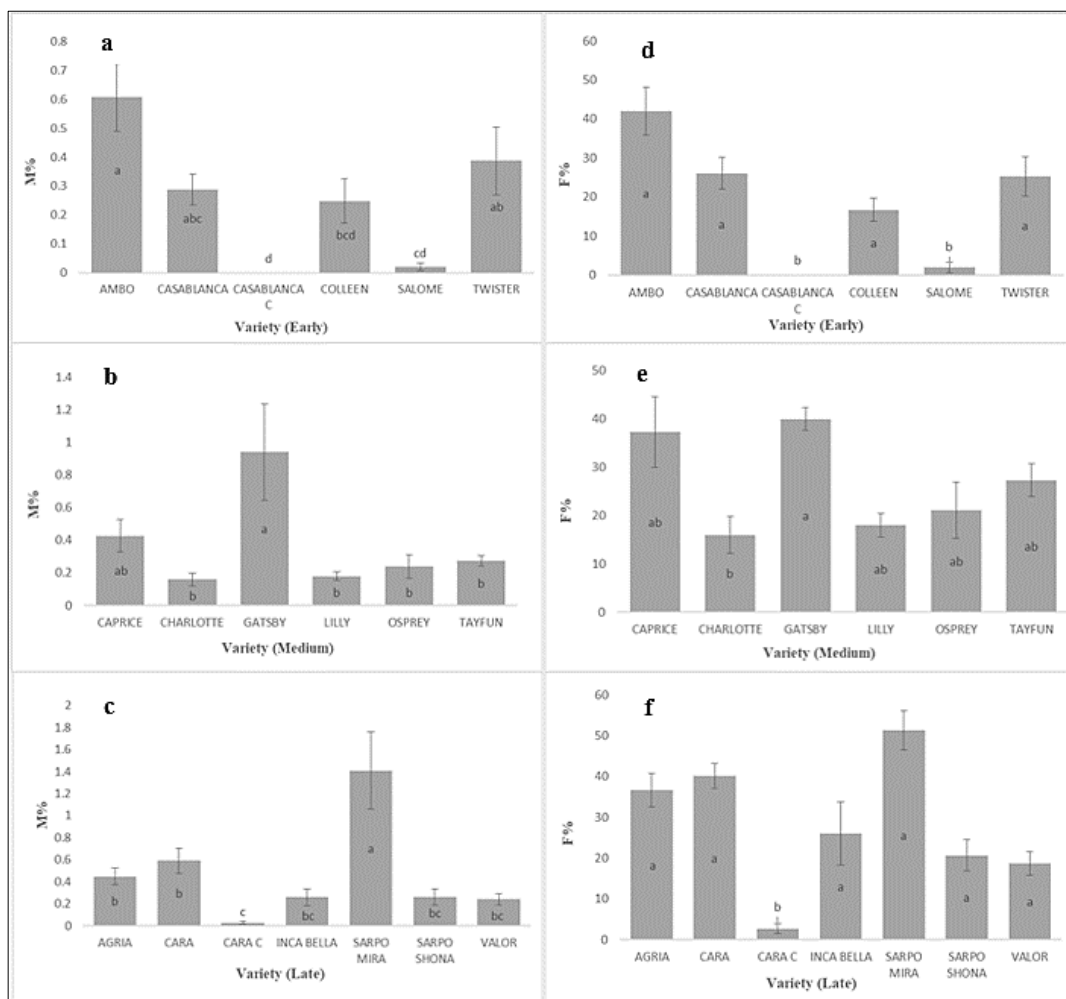 a
M%
0.8
0.7
0.6
0.5
0.4
0.3
0.2
0.1
0
a
abc
d
bcd
cd
ab
AMBO
CASABLANCA
CASABLANCA
C
COLLEEN
SALOME
TWISTER
Variety (Early)
d
F%
60
50
40
30
20
10
0
a
a
b
a
b
a
AMBO
CASABLANCA
CASABLANCA
C
COLLEEN
SALOME
TWISTER
Variety (Early)
b
M%
1.4
1.2
1
0.8
0.6
0.4
0.2
0
ab
b
a
b
b
b
CAPRICE
CHARLOTTE
GATSBY
LILLY
OSPREY
TAYFUN
Variety (Medium)
e
F%
50
40
30
20
10
0
ab
b
a
ab
ab
ab
CAPRICE
CHARLOTTE
GATSBY
LILLY
OSPREY
TAYFUN
Variety (Medium)
c
M%
2
1.8
1.6
1.4
1.2
1
0.8
0.6
0.4
0.2
0
b
b
c
bc
a
bc
bc
AGRIA
CARA
CARA C
INCA BELLA
SARPO
MIRA
SARPO
SHONA
VALOR
Variety (Late)
f
F%
60
50
40
30
20
10
0
a
a
b
a
a
a
a
AGRIA
CARA
CARA C
INCA BELLA
SARPO
MIRA
SARPO
SHONA
VALOR
Variety (Late)